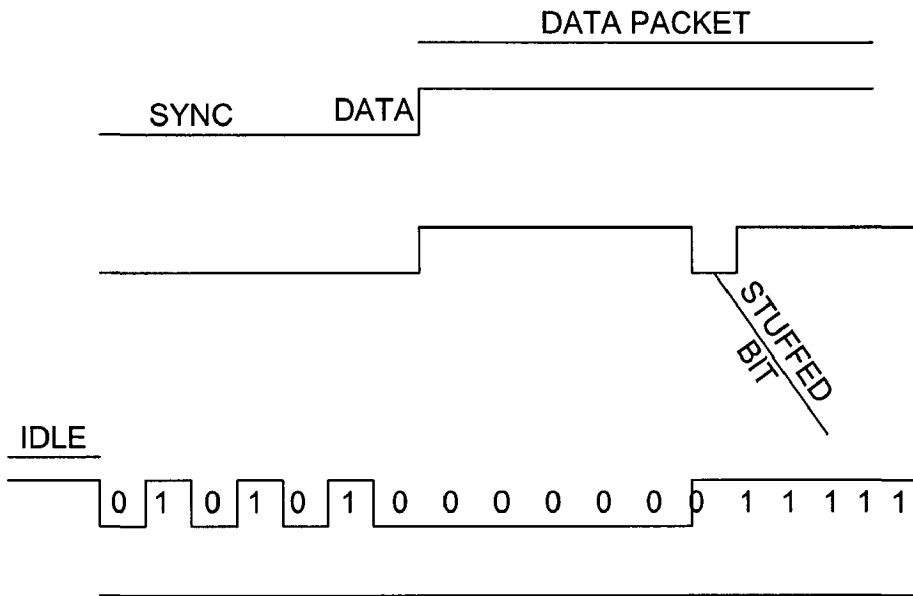 DATA PACKET
SYNC DATA
STUFFED
BIT
IDLE
0 1 0 1 0 1 0 0 0 0 0 0 0 0 1 1 1 1 1